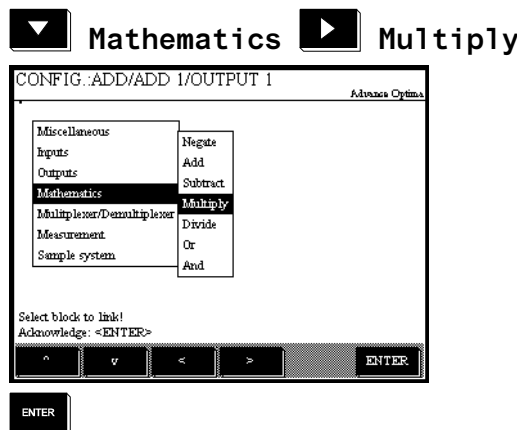 Mathematics Multiply
CONFIG.:ADD/ADD 1/OUTPUT 1
Advance Optima
Miscellaneous
Inputs
Outputs
Mathematics
Mulitplexer/Demultiplexer
Measurement
Sample system
Negate
Add
Subtract
Multiply
Divide
Or
And
Select block to link!
Acknowledge: <ENTER>
^ v < > ENTER
ENTER